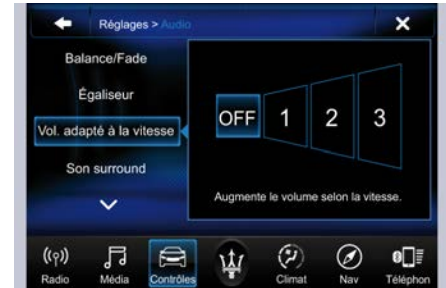 Réglages > Audio
Balance/Fade
Égaliseur
Vol. adapté à la vitesse
Son surround
OFF 1 2 3
Augmente le volume selon la vitesse.
Radio Média Contrôles Climat Nav Téléphon